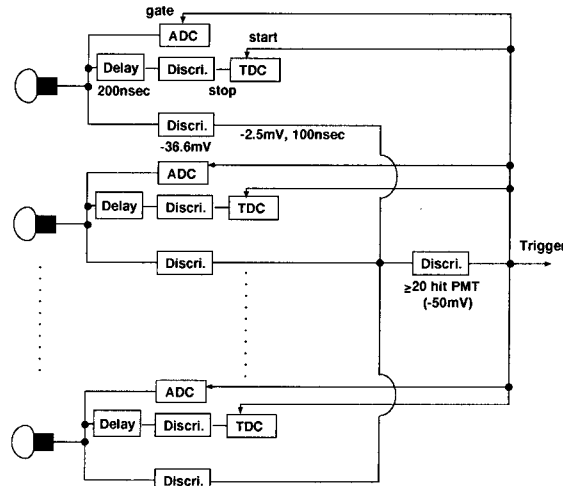 gate
ADC
start
Delay
Discri.
TDC
200nsec
stop
Discri.
-2.5mV, 100nsec
-36.6mV
ADC
Delay
Discri.
TDC
Trigger
Discri.
Discri.
≥20 hit PMT
(-50mV)
ADC
Delay
Discri.
TDC
Discri.